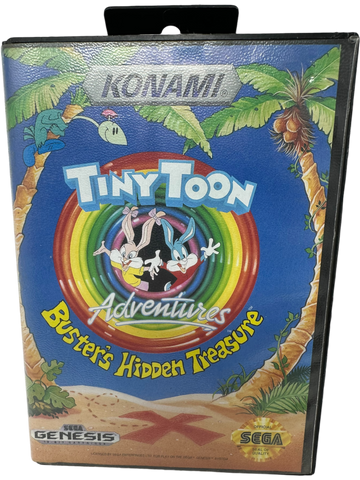 KONAMI
TINY TOON
Adventures
BUSTER'S HIDDEN TREASURE
SEGA
GENESIS
SEGA